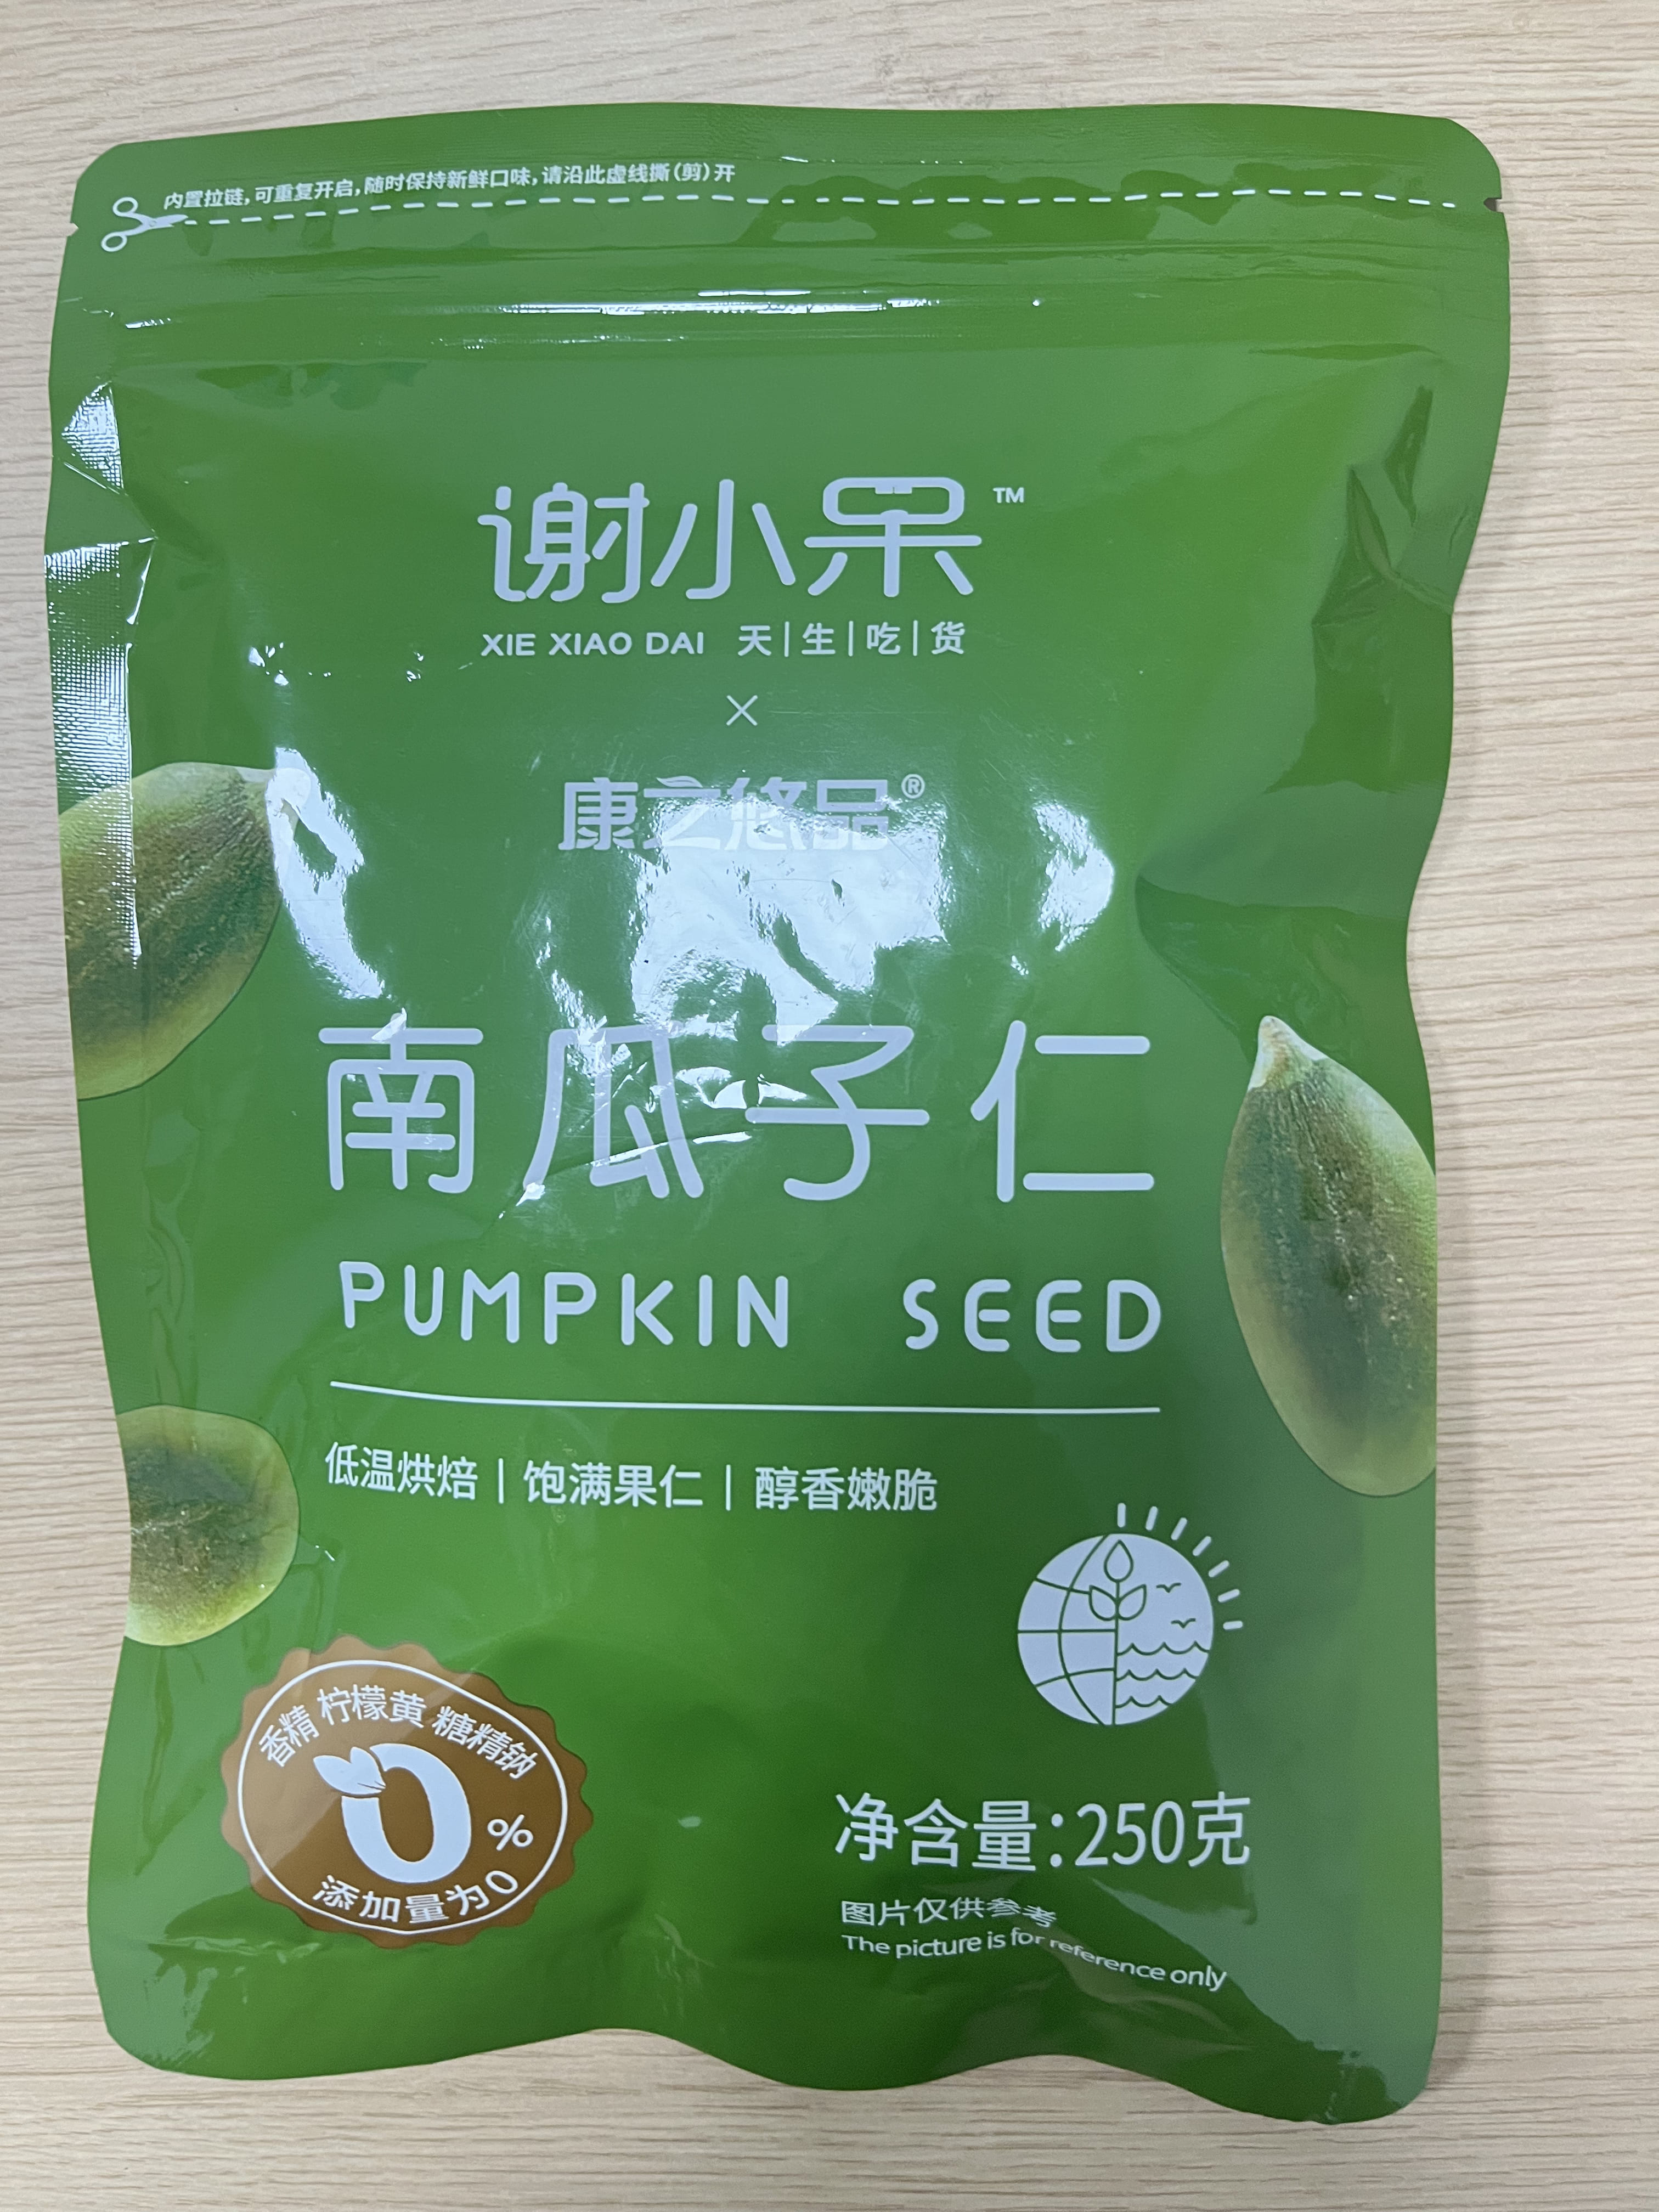 内置拉链,可重复开启,随时保持新鲜口味,请沿此虚线撕(剪)开
谢小呆™
XIE XIAO DAI 天|生|吃|货
×
康之悠品®
南瓜子仁
PUMPKIN SEED
低温烘焙 | 饱满果仁 | 醇香嫩脆
香精 柠檬黄 糖精钠
0%
添加量为0
净含量:250克
图片仅供参考
The picture is for reference only